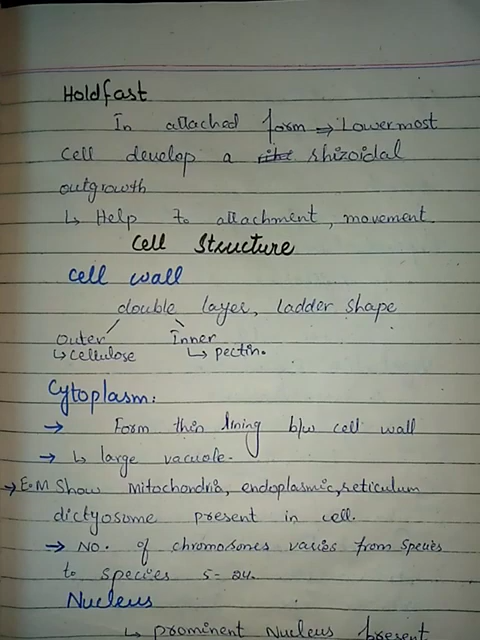 Holdfast
In attached form ⇒ Lowermost
cell develop a rhizoidal
outgrowth
↳ Help to attachment, movement.
Cell Structure
Cell wall
double layer, ladder shape
Outer Inner
↳ cellulose ↳ pectin.
Cytoplasm:
→ Form thin lining b/w cell wall
→ ↳ large vacuole.
→ E.M Show Mitochondria, endoplasmic, reticulum
dictyosome present in cell.
→ No. of chromosones varies from species
to species 5-24.
Nucleus
↳ prominent Nucleus present